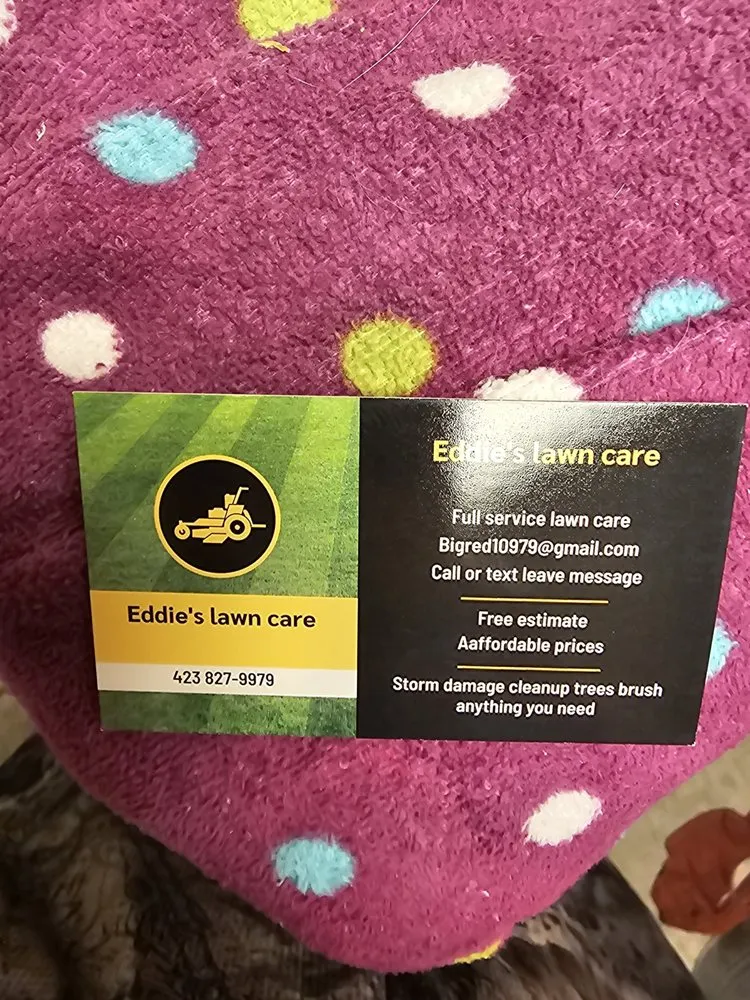 Eddie's lawn care
423 827-9979
Eddie's lawn care
Full service lawn care
Bigred10979@gmail.com
Call or text leave message
Free estimate
Aaffordable prices
Storm damage cleanup trees brush
anything you need